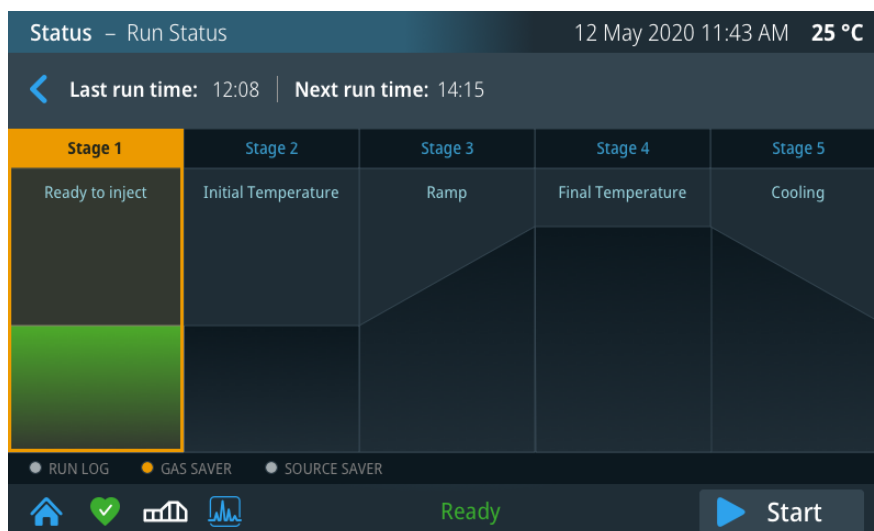 Status – Run Status 12 May 2020 11:43 AM 25 °C
Last run time: 12:08 Next run time: 14:15
Stage 1 Stage 2 Stage 3 Stage 4 Stage 5
Ready to inject Initial Temperature Ramp Final Temperature Cooling
RUN LOG GAS SAVER SOURCE SAVER
Ready Start